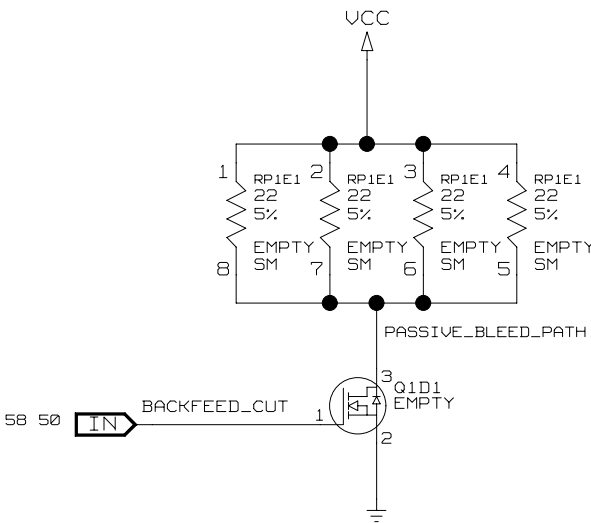 VCC
1 RP1E1 2 RP1E1 3 RP1E1 4 RP1E1
22 22 22 22
5% 5% 5% 5%
EMPTY EMPTY EMPTY EMPTY
8 SM 7 SM 6 SM 5 SM
PASSIVE_BLEED_PATH
3 Q1D1
EMPTY
58 50 IN BACKFEED_CUT 1
2